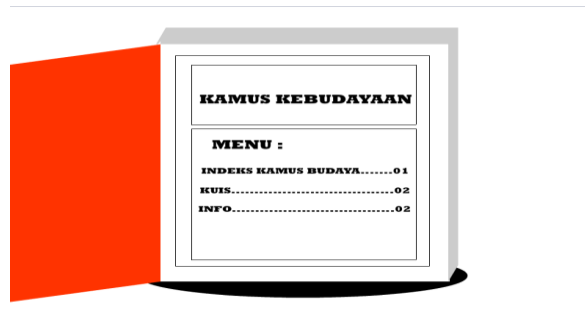 KAMUS KEBUDAYAAN
MENU :
INDEKS KAMUS BUDAYA.......01
KUIS..................................02
INFO..................................02